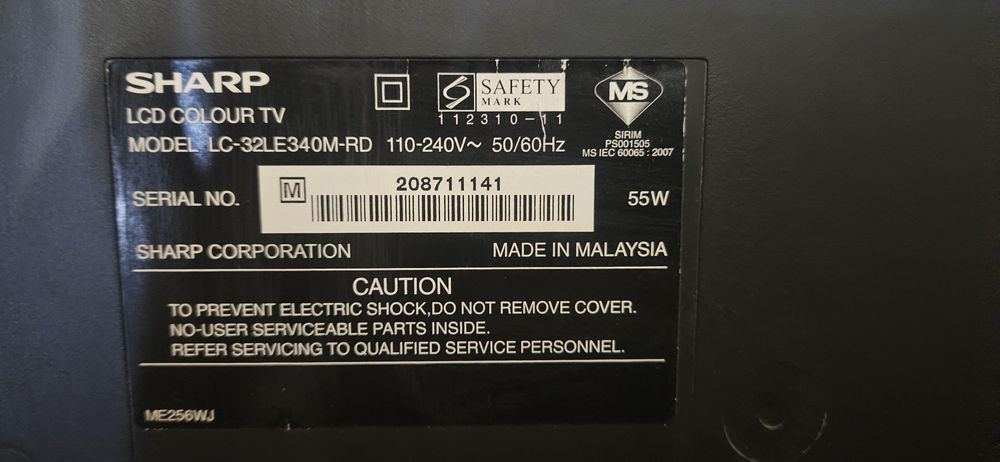 SHARP
SAFETY
MARK
112310-11
MS
LCD COLOUR TV
SIRIM
PS001505
MS IEC 60065 : 2007
MODEL LC-32LE340M-RD 110-240V~ 50/60Hz
M
208711141
SERIAL NO.
55W
SHARP CORPORATION MADE IN MALAYSIA
CAUTION
TO PREVENT ELECTRIC SHOCK,DO NOT REMOVE COVER.
NO-USER SERVICEABLE PARTS INSIDE.
REFER SERVICING TO QUALIFIED SERVICE PERSONNEL.
ME256WJ